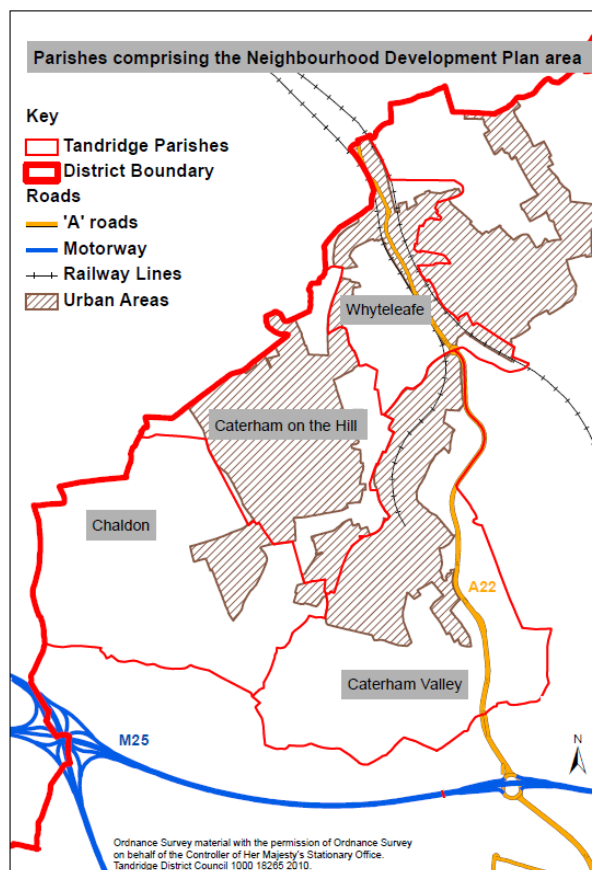 Parishes comprising the Neighbourhood Development Plan area
Key
Tandridge Parishes
District Boundary
Roads
'A' roads
Motorway
Railway Lines
Urban Areas
Whyteleafe
Caterham on the Hill
Chaldon
A22
Caterham Valley
M25
N
Ordnance Survey material with the permission of Ordnance Survey
on behalf of the Controller of Her Majesty's Stationary Office.
Tandridge District Council 1000 18265 2010.